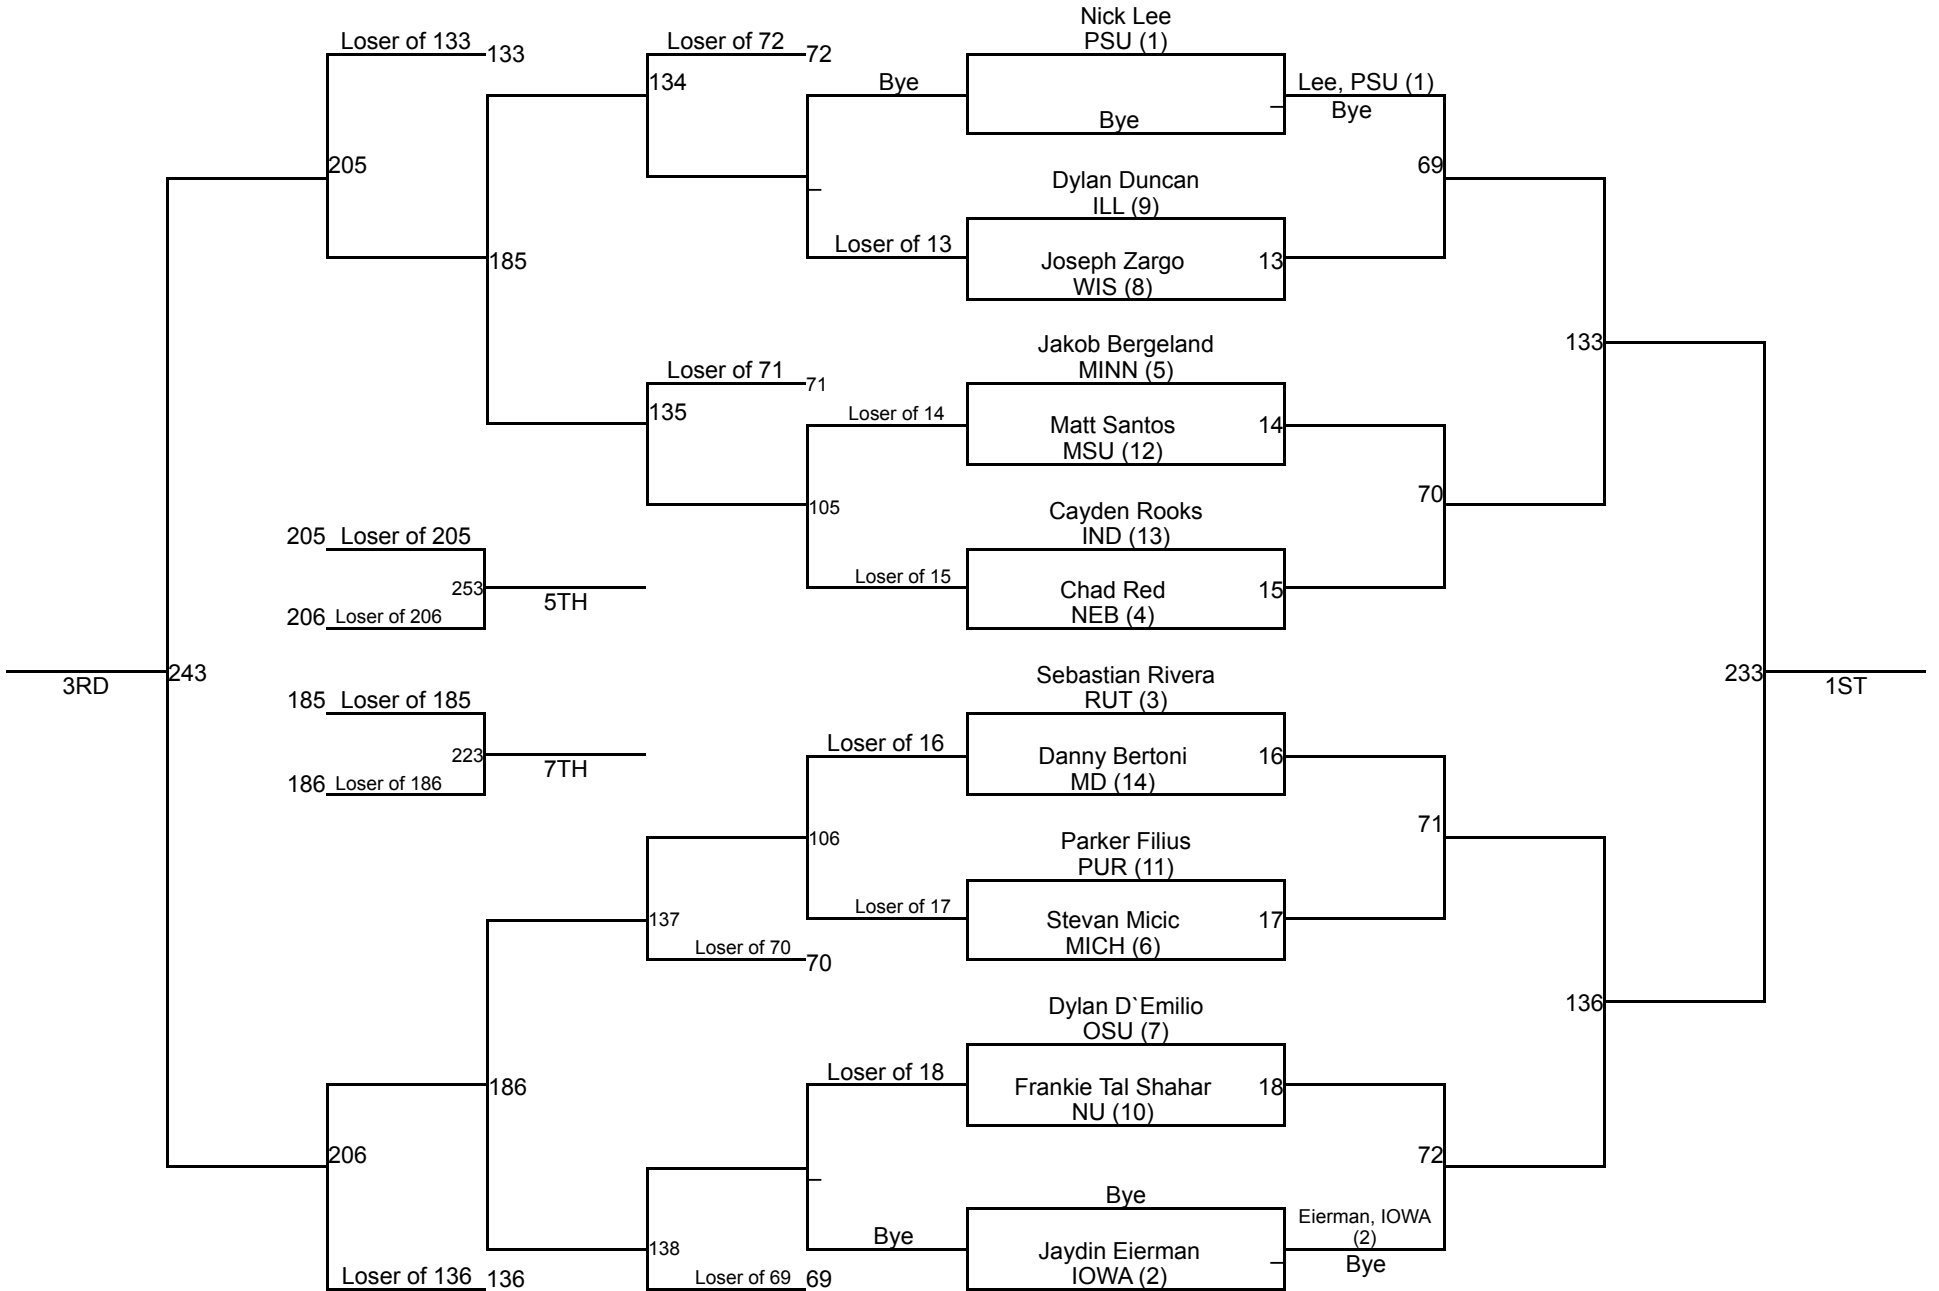 Nick Lee
PSU (1)
Loser of 133
133
Loser of 72
72
134
Bye
Lee, PSU (1)
Bye
Bye
205
69
Dylan Duncan
ILL (9)
Loser of 13
185
Joseph Zargo
WIS (8)
13
Jakob Bergeland
MINN (5)
133
Loser of 71
71
135
Loser of 14
Matt Santos
MSU (12)
14
70
105
Cayden Rooks
IND (13)
205
Loser of 205
253
5TH
206
Loser of 206
Loser of 15
Chad Red
NEB (4)
15
3RD
243
Sebastian Rivera
RUT (3)
233
1ST
185
Loser of 185
223
7TH
186
Loser of 186
Loser of 16
Danny Bertoni
MD (14)
16
71
106
Parker Filius
PUR (11)
137
Loser of 17
Stevan Micic
MICH (6)
17
Loser of 70
70
Dylan D`Emilio
OSU (7)
136
Loser of 18
186
Frankie Tal Shahar
NU (10)
18
206
72
Bye
Eierman, IOWA
(2)
Bye
138
Bye
Jaydin Eierman
IOWA (2)
Loser of 136
136
Loser of 69
69